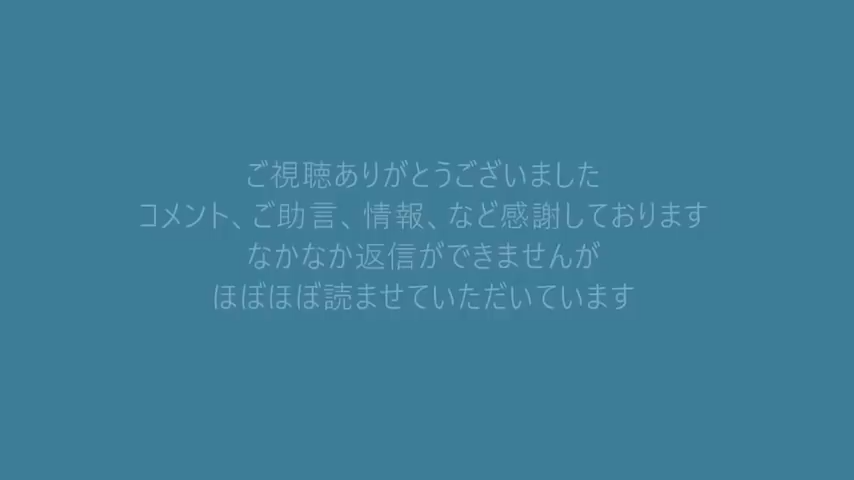 ご視聴ありがとうございました
コメント、ご助言、情報、など感謝しております
なかなか返信ができませんが
ほぼほぼ読ませていただいています